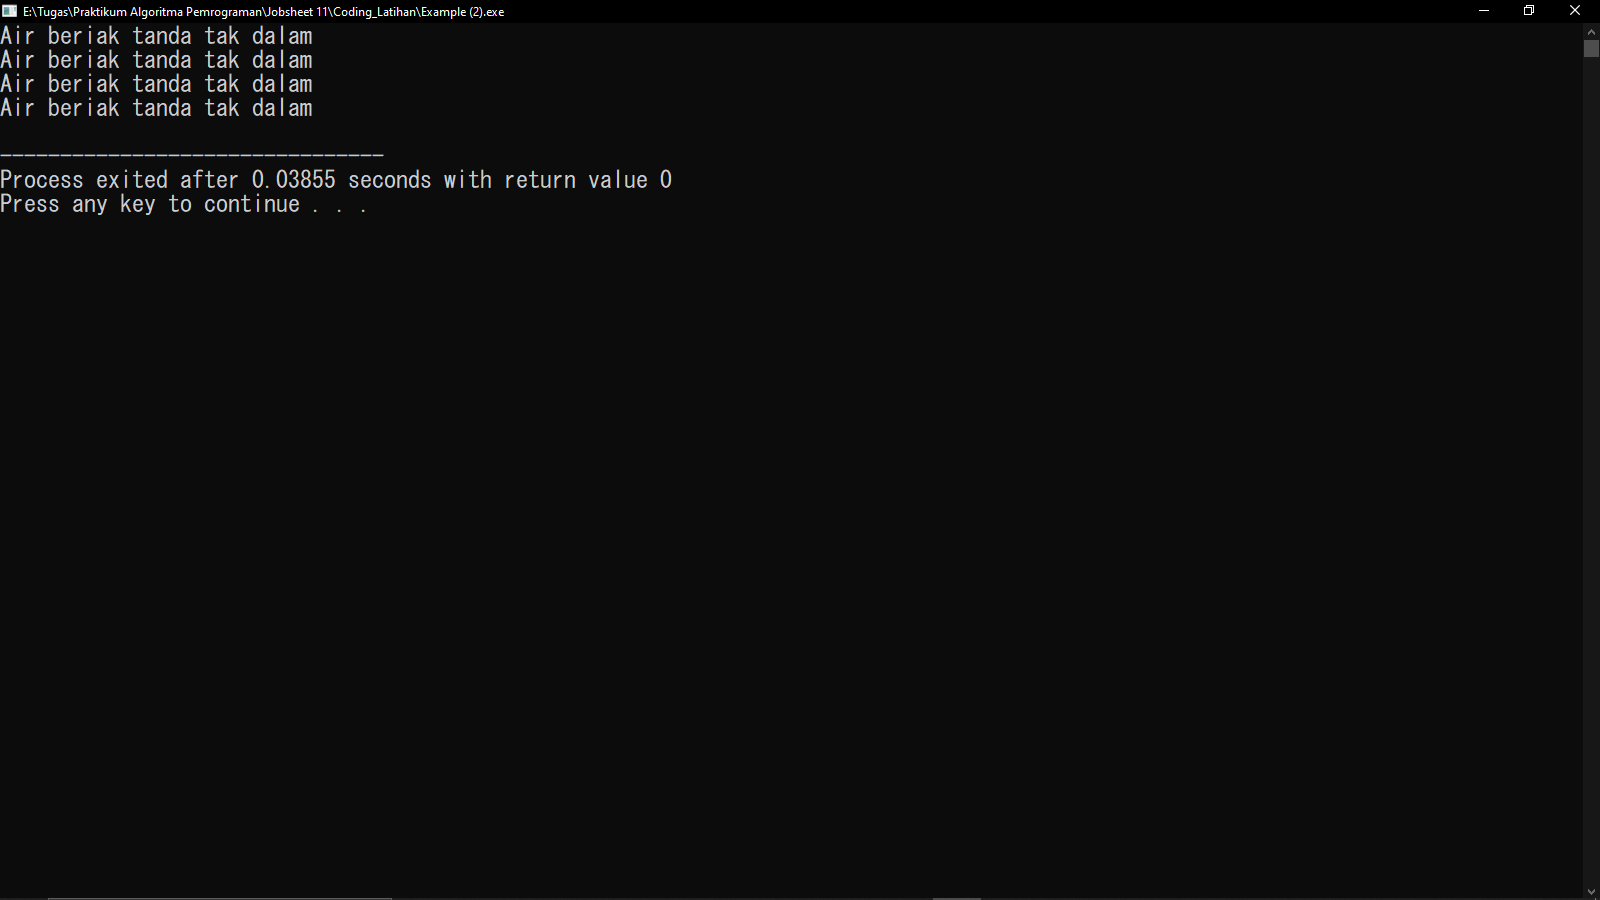 E:\Tugas\Praktikum Algoritma Pemrograman\Jobsheet 11\Coding_Latihan\Example (2).exe
Air beriak tanda tak dalam
Air beriak tanda tak dalam
Air beriak tanda tak dalam
Air beriak tanda tak dalam
--------------------------------
Process exited after 0.03855 seconds with return value 0
Press any key to continue . . .